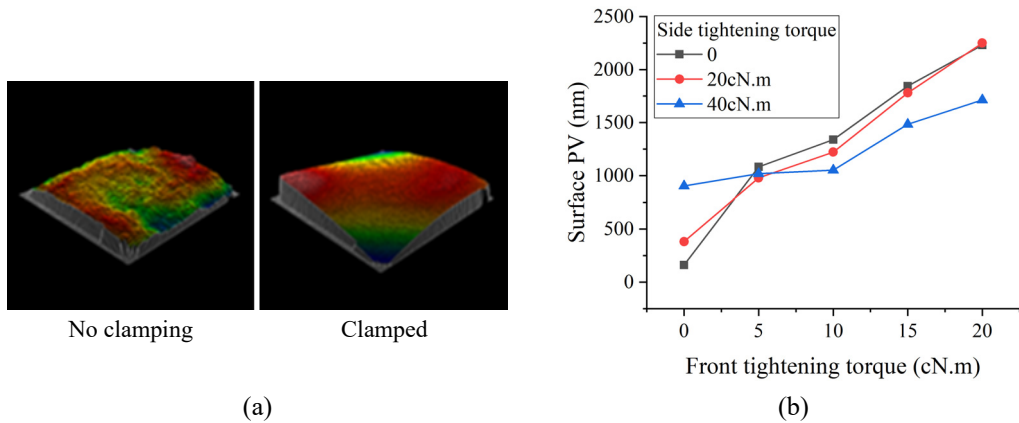 No clamping
Clamped
(a)
Surface PV (nm)
2500
2000
1500
1000
500
0
Side tightening torque
0
20cN.m
40cN.m
0 5 10 15 20
Front tightening torque (cN.m)
(b)